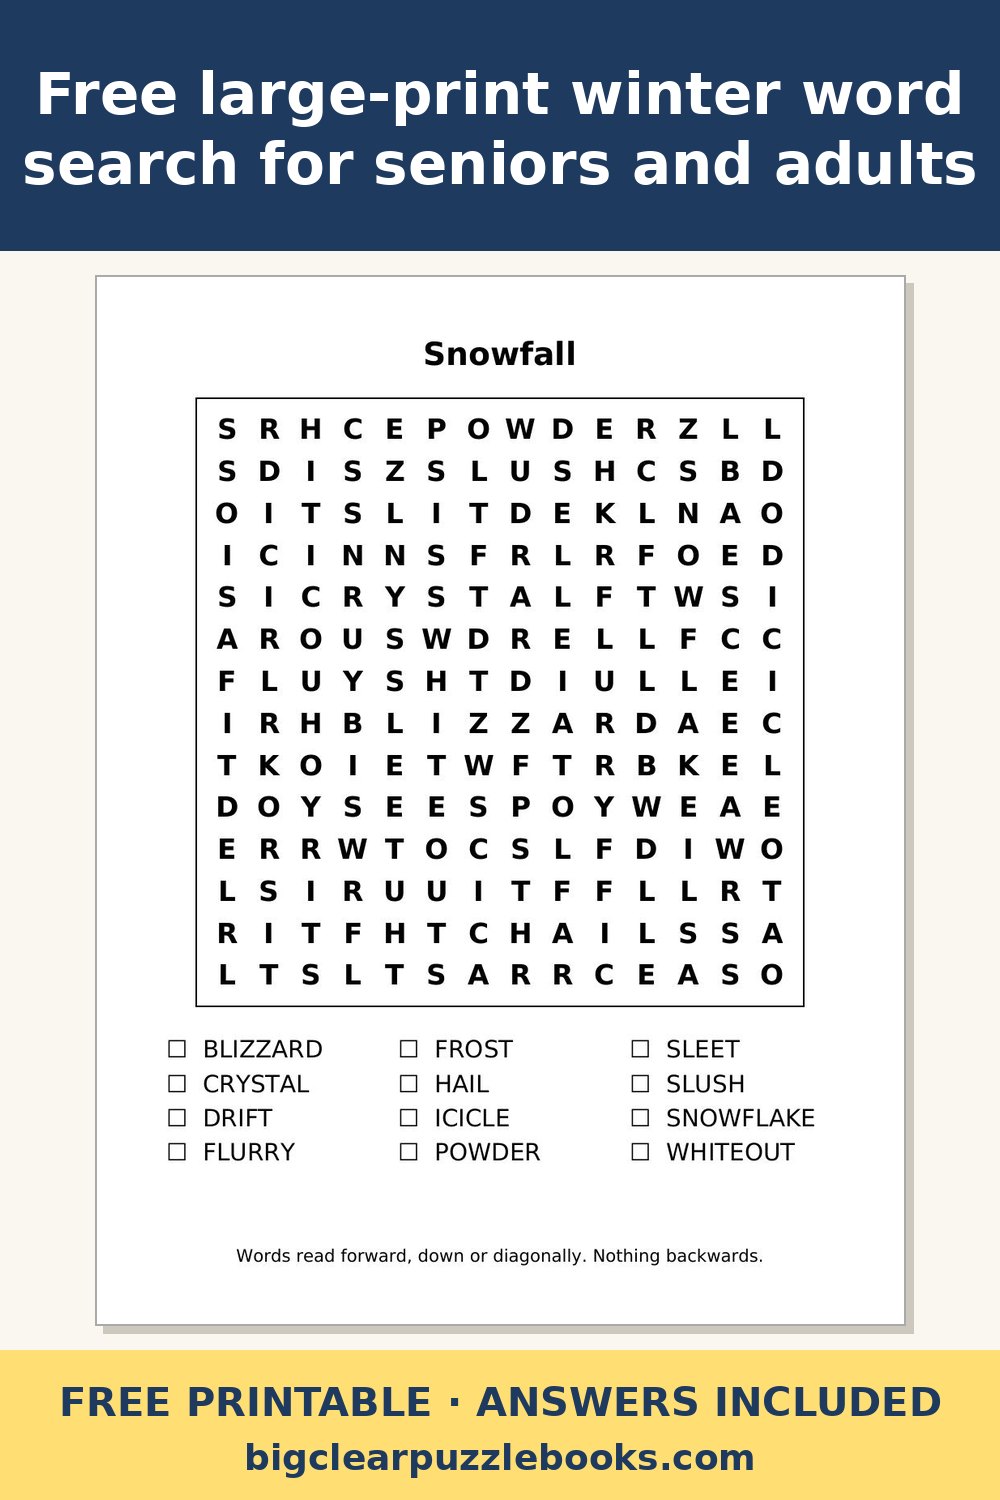 Free large-print winter word
search for seniors and adults
Snowfall
S R H C E P O W D E R Z L L
S D I S Z S L U S H C S B D
O I T S L I T D E K L N A O
I C I N N S F R L R F O E D
S I C R Y S T A L F T W S I
A R O U S W D R E L L F C C
F L U Y S H T D I U L L E I
I R H B L I Z Z A R D A E C
T K O I E T W F T R B K E L
D O Y S E E S P O Y W E A E
E R R W T O C S L F D I W O
L S I R U U I T F F L L R T
R I T F H T C H A I L S S A
L T S L T S A R R C E A S O
☐ BLIZZARD ☐ FROST ☐ SLEET
☐ CRYSTAL ☐ HAIL ☐ SLUSH
☐ DRIFT ☐ ICICLE ☐ SNOWFLAKE
☐ FLURRY ☐ POWDER ☐ WHITEOUT
Words read forward, down or diagonally. Nothing backwards.
FREE PRINTABLE · ANSWERS INCLUDED
bigclearpuzzlebooks.com